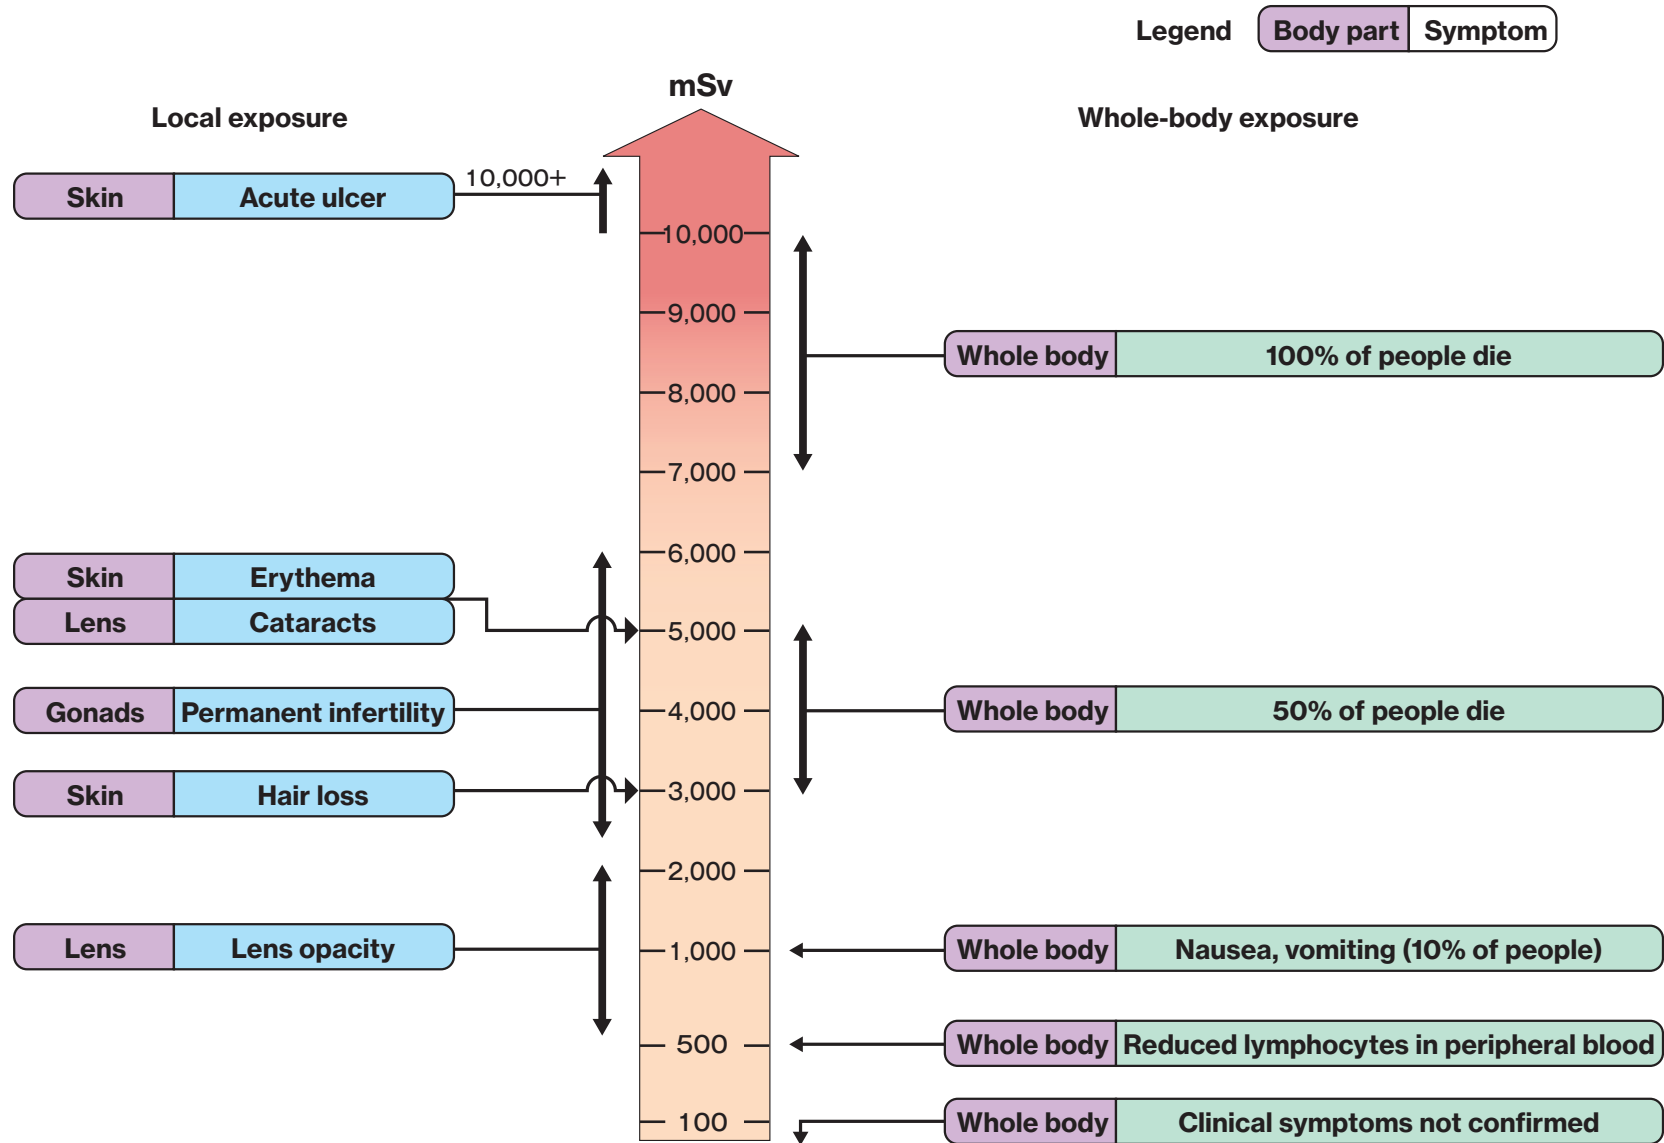 Legend Body part Symptom
mSv
Local exposure
Whole-body exposure
Skin Acute ulcer 10,000+
10,000
9,000
Whole body 100% of people die
8,000
7,000
6,000
Skin Erythema
Lens Cataracts
5,000
Gonads Permanent infertility
4,000
Whole body 50% of people die
Skin Hair loss
3,000
2,000
Lens Lens opacity
1,000
Whole body Nausea, vomiting (10% of people)
500
Whole body Reduced lymphocytes in peripheral blood
100
Whole body Clinical symptoms not confirmed